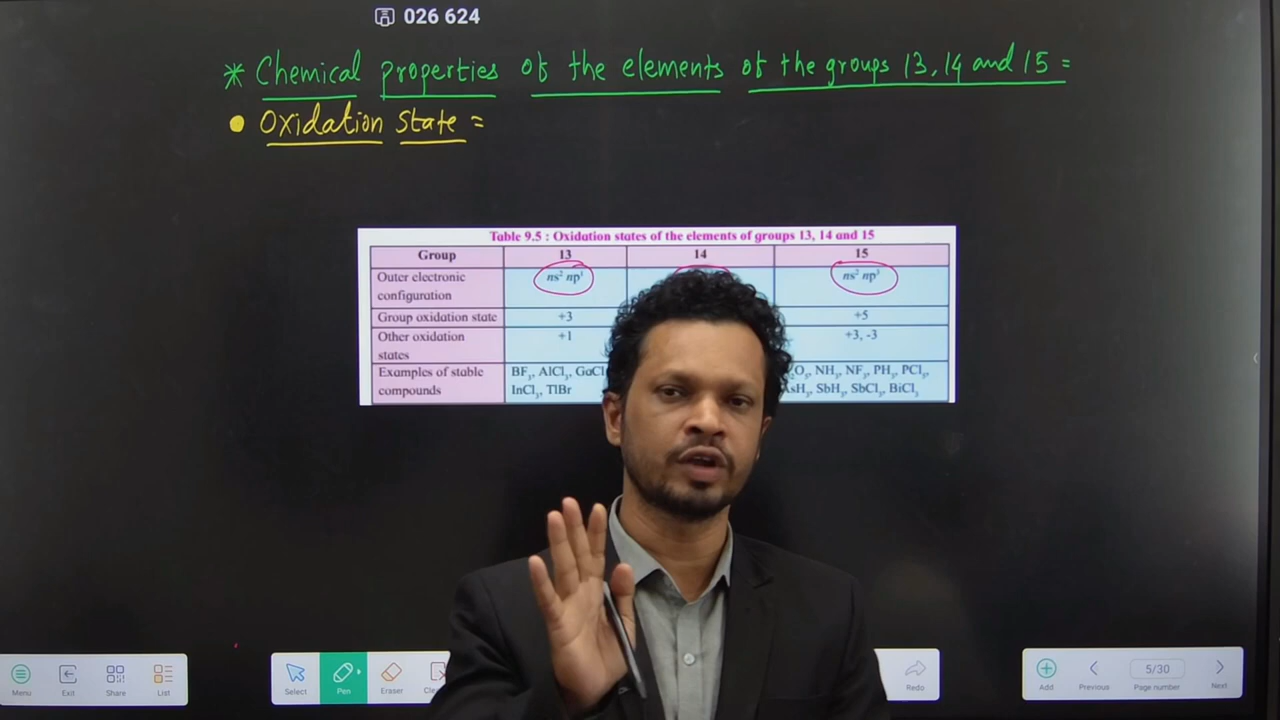 026 624
* Chemical properties of the elements of the groups 13, 14 and 15 =
• Oxidation State =
Table 9.5 : Oxidation states of the elements of groups 13, 14 and 15
Group 13 14 15
Outer electronic configuration ns² np¹ ns² np³
Group oxidation state +3 +5
Other oxidation states +1 +3, -3
Examples of stable compounds BF₃, AlCl₃, InCl₃, TlBr NH₃, NF₃, PH₃, PCl₅, SbH₃, SbCl₃, BiCl₃
Menu Exit Share List Select Pen Eraser Redo Add Previous 5/30 Page number Next